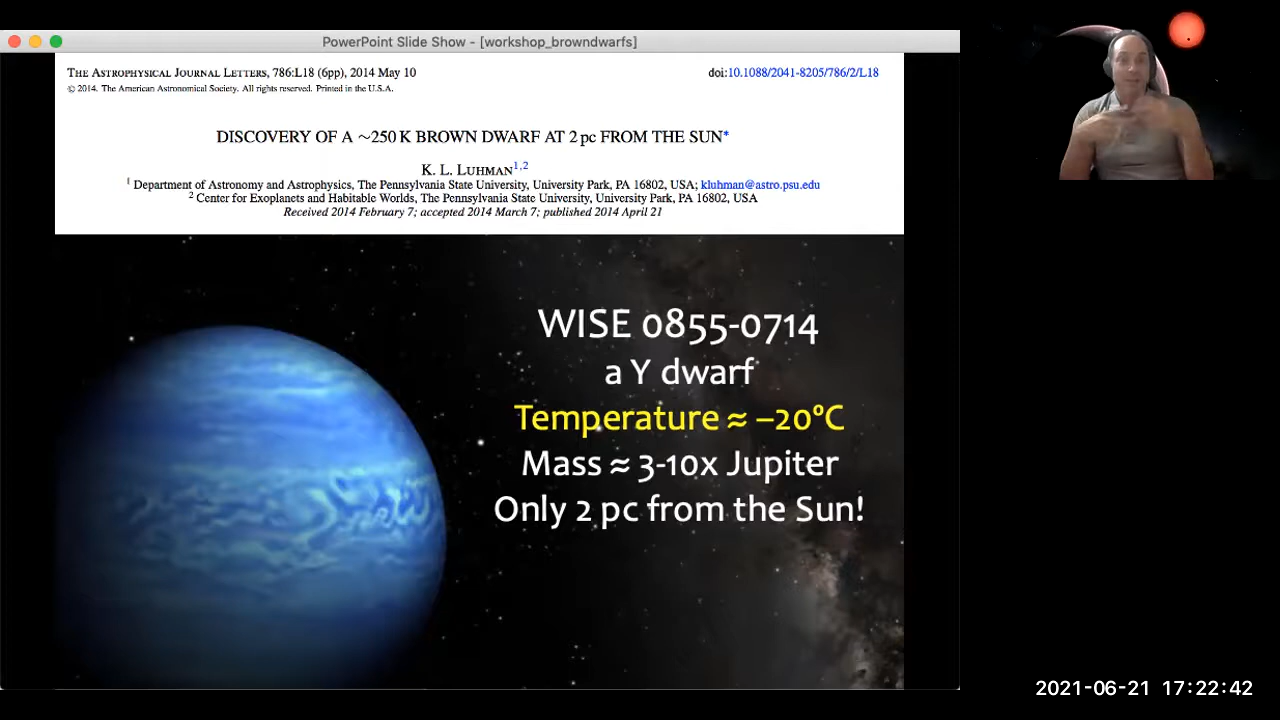 PowerPoint Slide Show - [workshop_browndwarfs]
THE ASTROPHYSICAL JOURNAL LETTERS, 786:L18 (6pp), 2014 May 10
doi:10.1088/2041-8205/786/2/L18
© 2014. The American Astronomical Society. All rights reserved. Printed in the U.S.A.
DISCOVERY OF A ~250 K BROWN DWARF AT 2 pc FROM THE SUN*
K. L. LUHMAN1,2
1 Department of Astronomy and Astrophysics, The Pennsylvania State University, University Park, PA 16802, USA; kluhman@astro.psu.edu
2 Center for Exoplanets and Habitable Worlds, The Pennsylvania State University, University Park, PA 16802, USA
Received 2014 February 7; accepted 2014 March 7; published 2014 April 21
WISE 0855-0714
a Y dwarf
Temperature ≈ –20°C
Mass ≈ 3-10x Jupiter
Only 2 pc from the Sun!
2021-06-21 17:22:42